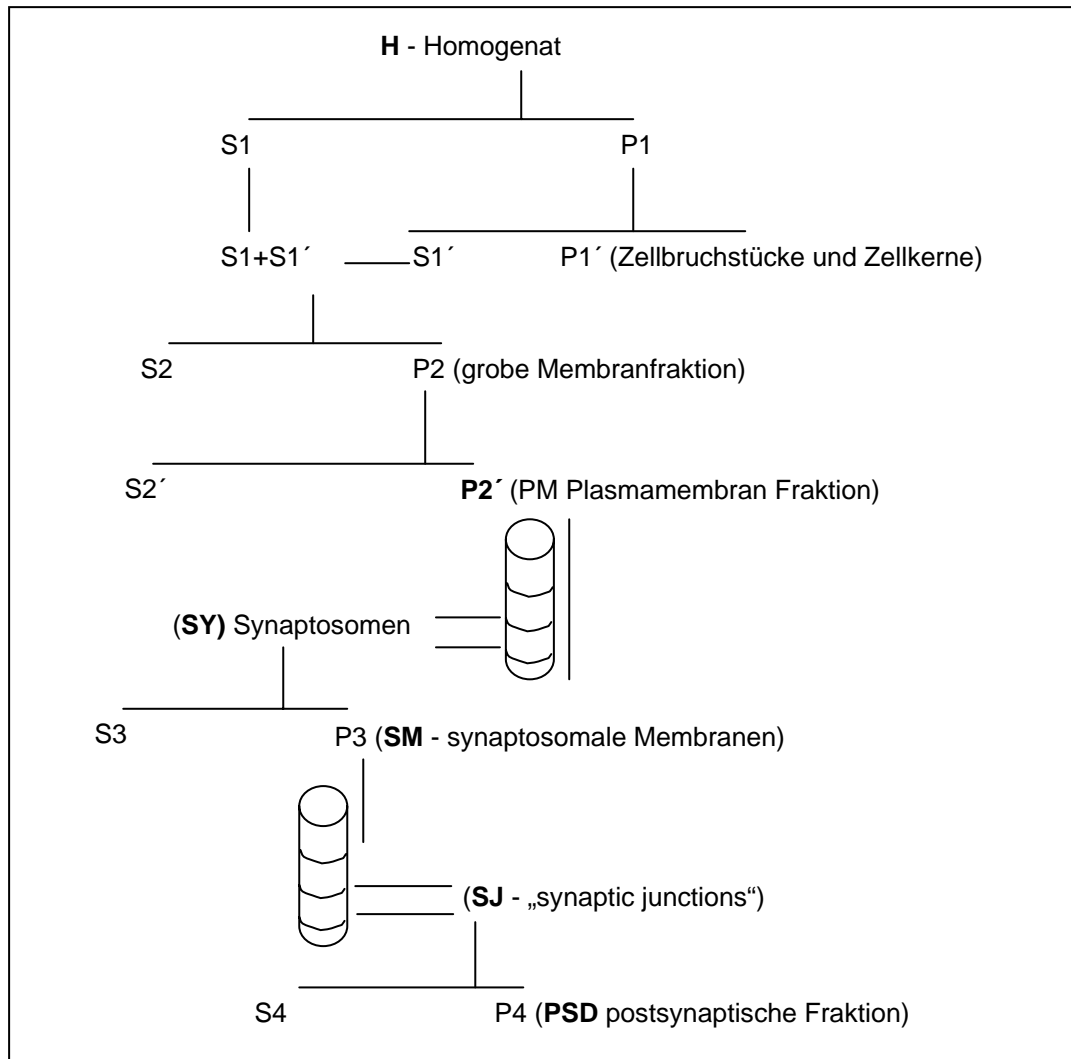 H - Homogenat
S1 P1
S1+S1´ S1´ P1´ (Zellbruchstücke und Zellkerne)
S2 P2 (grobe Membranfraktion)
S2´ P2´ (PM Plasmamembran Fraktion)
(SY) Synaptosomen
S3 P3 (SM - synaptosomale Membranen)
(SJ - „synaptic junctions“)
S4 P4 (PSD postsynaptische Fraktion)